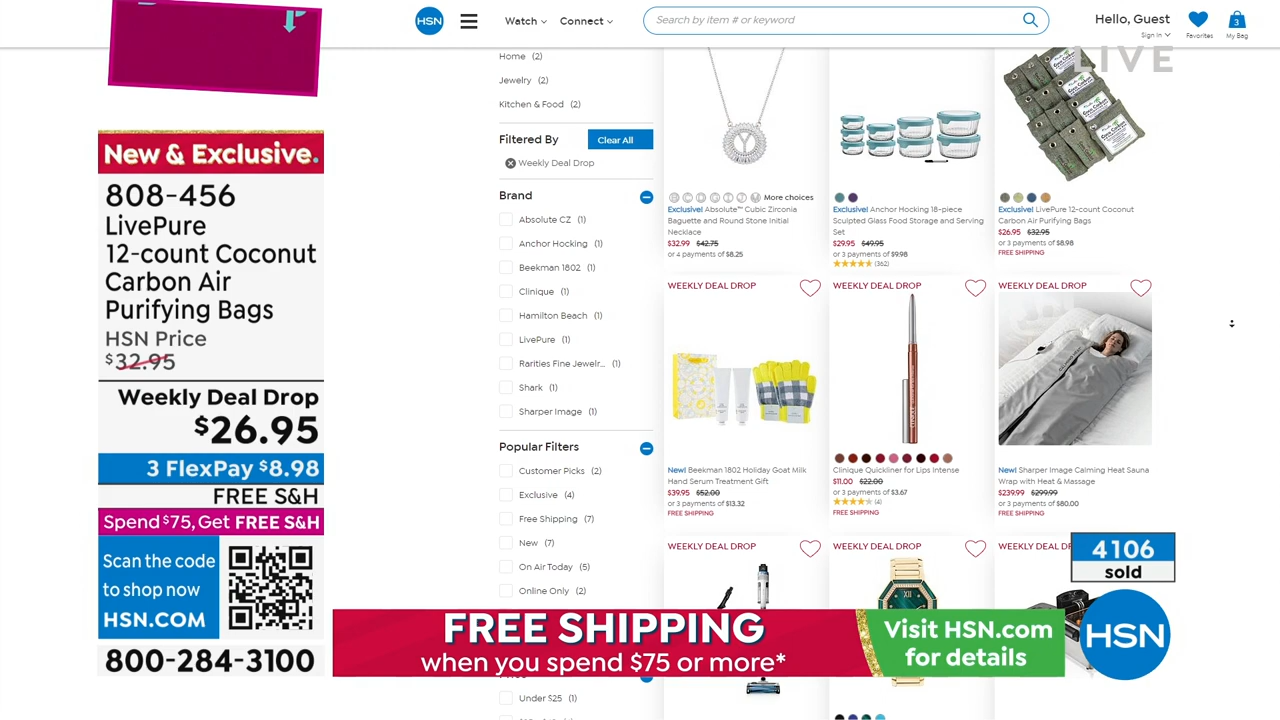 HSN
Watch
Connect
Search by item # or keyword
Hello, Guest
Sign In
Favorites
3
My Bag
LIVE
New & Exclusive.
808-456
LivePure
12-count Coconut
Carbon Air
Purifying Bags
HSN Price
$32.95
Weekly Deal Drop
$26.95
3 FlexPay $8.98
FREE S&H
Spend $75, Get FREE S&H
Scan the code
to shop now
HSN.COM
800-284-3100
Home (2)
Jewelry (2)
Kitchen & Food (2)
Filtered By
Clear All
Weekly Deal Drop
Brand
Absolute CZ (1)
Anchor Hocking (1)
Beekman 1802 (1)
Clinique (1)
Hamilton Beach (1)
LivePure (1)
Rarities Fine Jewelr... (1)
Shark (1)
Sharper Image (1)
Popular Filters
Customer Picks (2)
Exclusive (4)
Free Shipping (7)
New (7)
On Air Today (5)
Online Only (2)
Under $25 (1)
More choices
Exclusive! Absolute™ Cubic Zirconia
Baguette and Round Stone Initial
Necklace
$32.99 $42.75
or 4 payments of $8.25
Exclusive! Anchor Hocking 18-piece
Sculpted Glass Food Storage and Serving
Set
$29.95 $49.95
or 3 payments of $9.98
(362)
Exclusive! LivePure 12-count Coconut
Carbon Air Purifying Bags
$26.95 $32.95
or 3 payments of $8.98
FREE SHIPPING
WEEKLY DEAL DROP
New! Beekman 1802 Holiday Goat Milk
Hand Serum Treatment Gift
$39.95 $52.00
or 3 payments of $13.32
FREE SHIPPING
WEEKLY DEAL DROP
Clinique Quickliner for Lips Intense
$11.00 $22.00
or 3 payments of $3.67
(4)
FREE SHIPPING
WEEKLY DEAL DROP
New! Sharper Image Calming Heat Sauna
Wrap with Heat & Massage
$239.99 $299.99
or 3 payments of $80.00
FREE SHIPPING
WEEKLY DEAL DROP
WEEKLY DEAL DROP
WEEKLY DEAL DR
4106
sold
FREE SHIPPING
when you spend $75 or more*
Visit HSN.com
for details
HSN